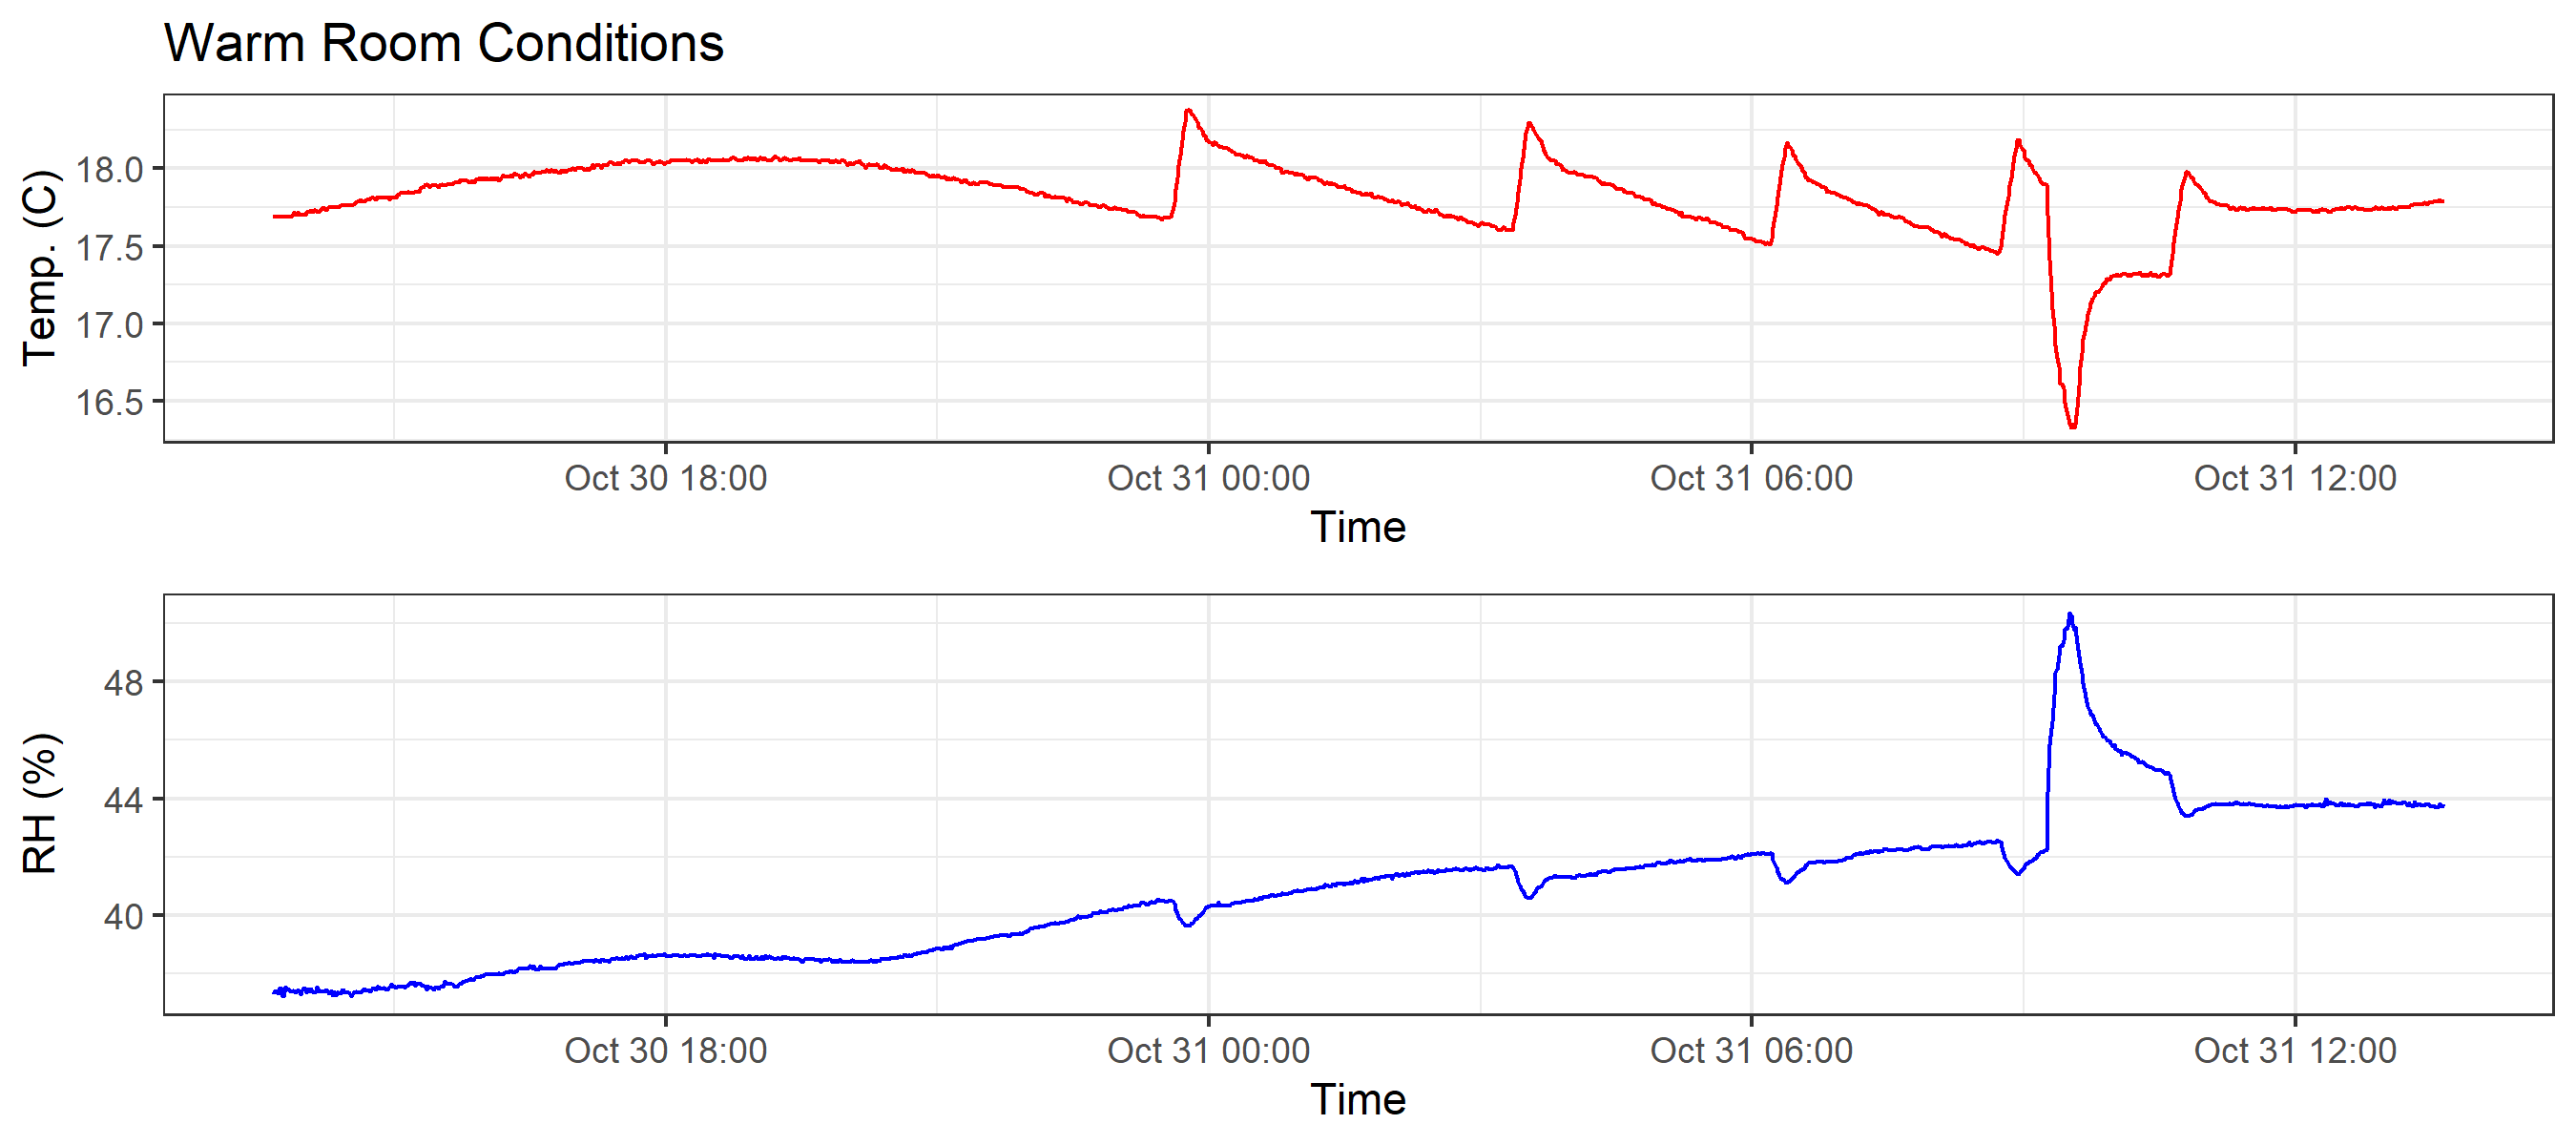 Warm Room Conditions
Temp. (C)
18.0
17.5
17.0
16.5
Oct 30 18:00 Oct 31 00:00 Oct 31 06:00 Oct 31 12:00
Time
RH (%)
48
44
40
Oct 30 18:00 Oct 31 00:00 Oct 31 06:00 Oct 31 12:00
Time